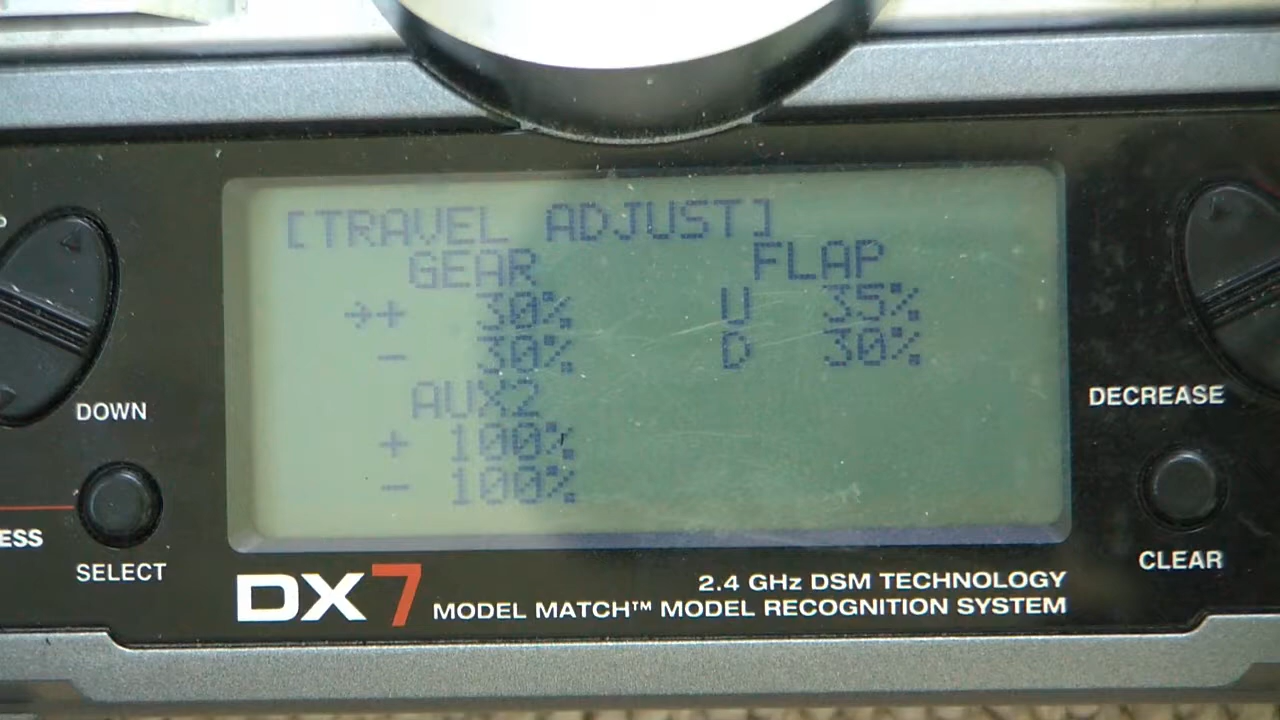 [TRAVEL ADJUST]
GEAR FLAP
→+ 30% U 35%
- 30% D 30%
AUX2
+ 100%
- 100%
DOWN
DECREASE
ESS
SELECT
CLEAR
DX7
2.4 GHz DSM TECHNOLOGY
MODEL MATCH™ MODEL RECOGNITION SYSTEM